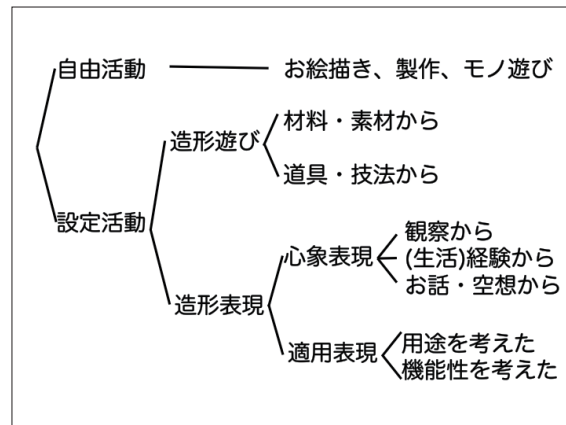 自由活動
お絵描き、製作、モノ遊び
造形遊び
材料・素材から
道具・技法から
設定活動
造形表現
心象表現
観察から
(生活)経験から
お話・空想から
適用表現
用途を考えた
機能性を考えた